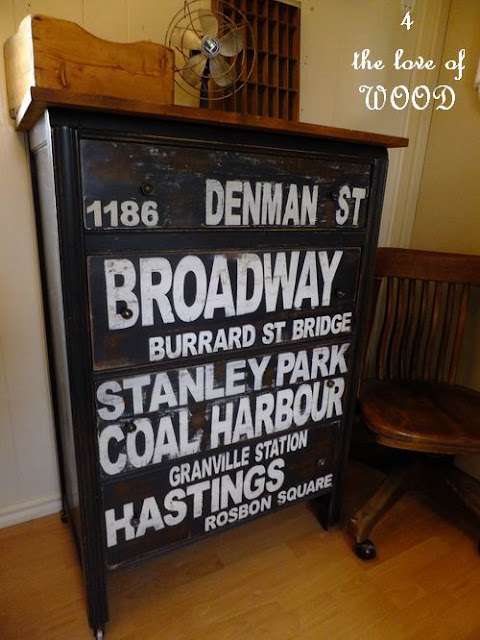 4
the love of
WOOD
1186 DENMAN ST
BROADWAY
BURRARD ST BRIDGE
STANLEY PARK
COAL HARBOUR
GRANVILLE STATION
HASTINGS
ROSBON SQUARE